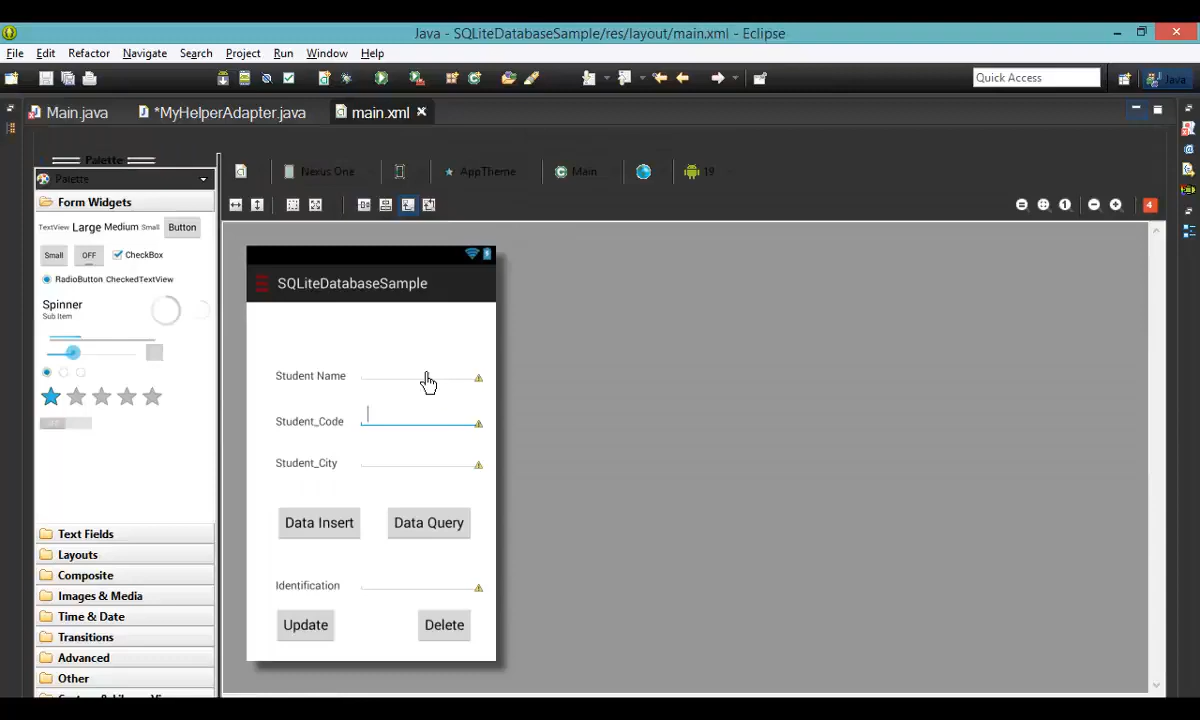 Java - SQLiteDatabaseSample/res/layout/main.xml - Eclipse
File Edit Refactor Navigate Search Project Run Window Help
Quick Access
Java
Main.java
*MyHelperAdapter.java
main.xml
Palette
Palette
Nexus One
AppTheme
Main
19
Form Widgets
4
TextView Large Medium Small Button
Small OFF CheckBox
RadioButton CheckedTextView
Spinner
Sub Item
OFF
Text Fields
Layouts
Composite
Images & Media
Time & Date
Transitions
Advanced
Other
SQLiteDatabaseSample
Student Name
Student_Code
Student_City
Data Insert Data Query
Identification
Update Delete